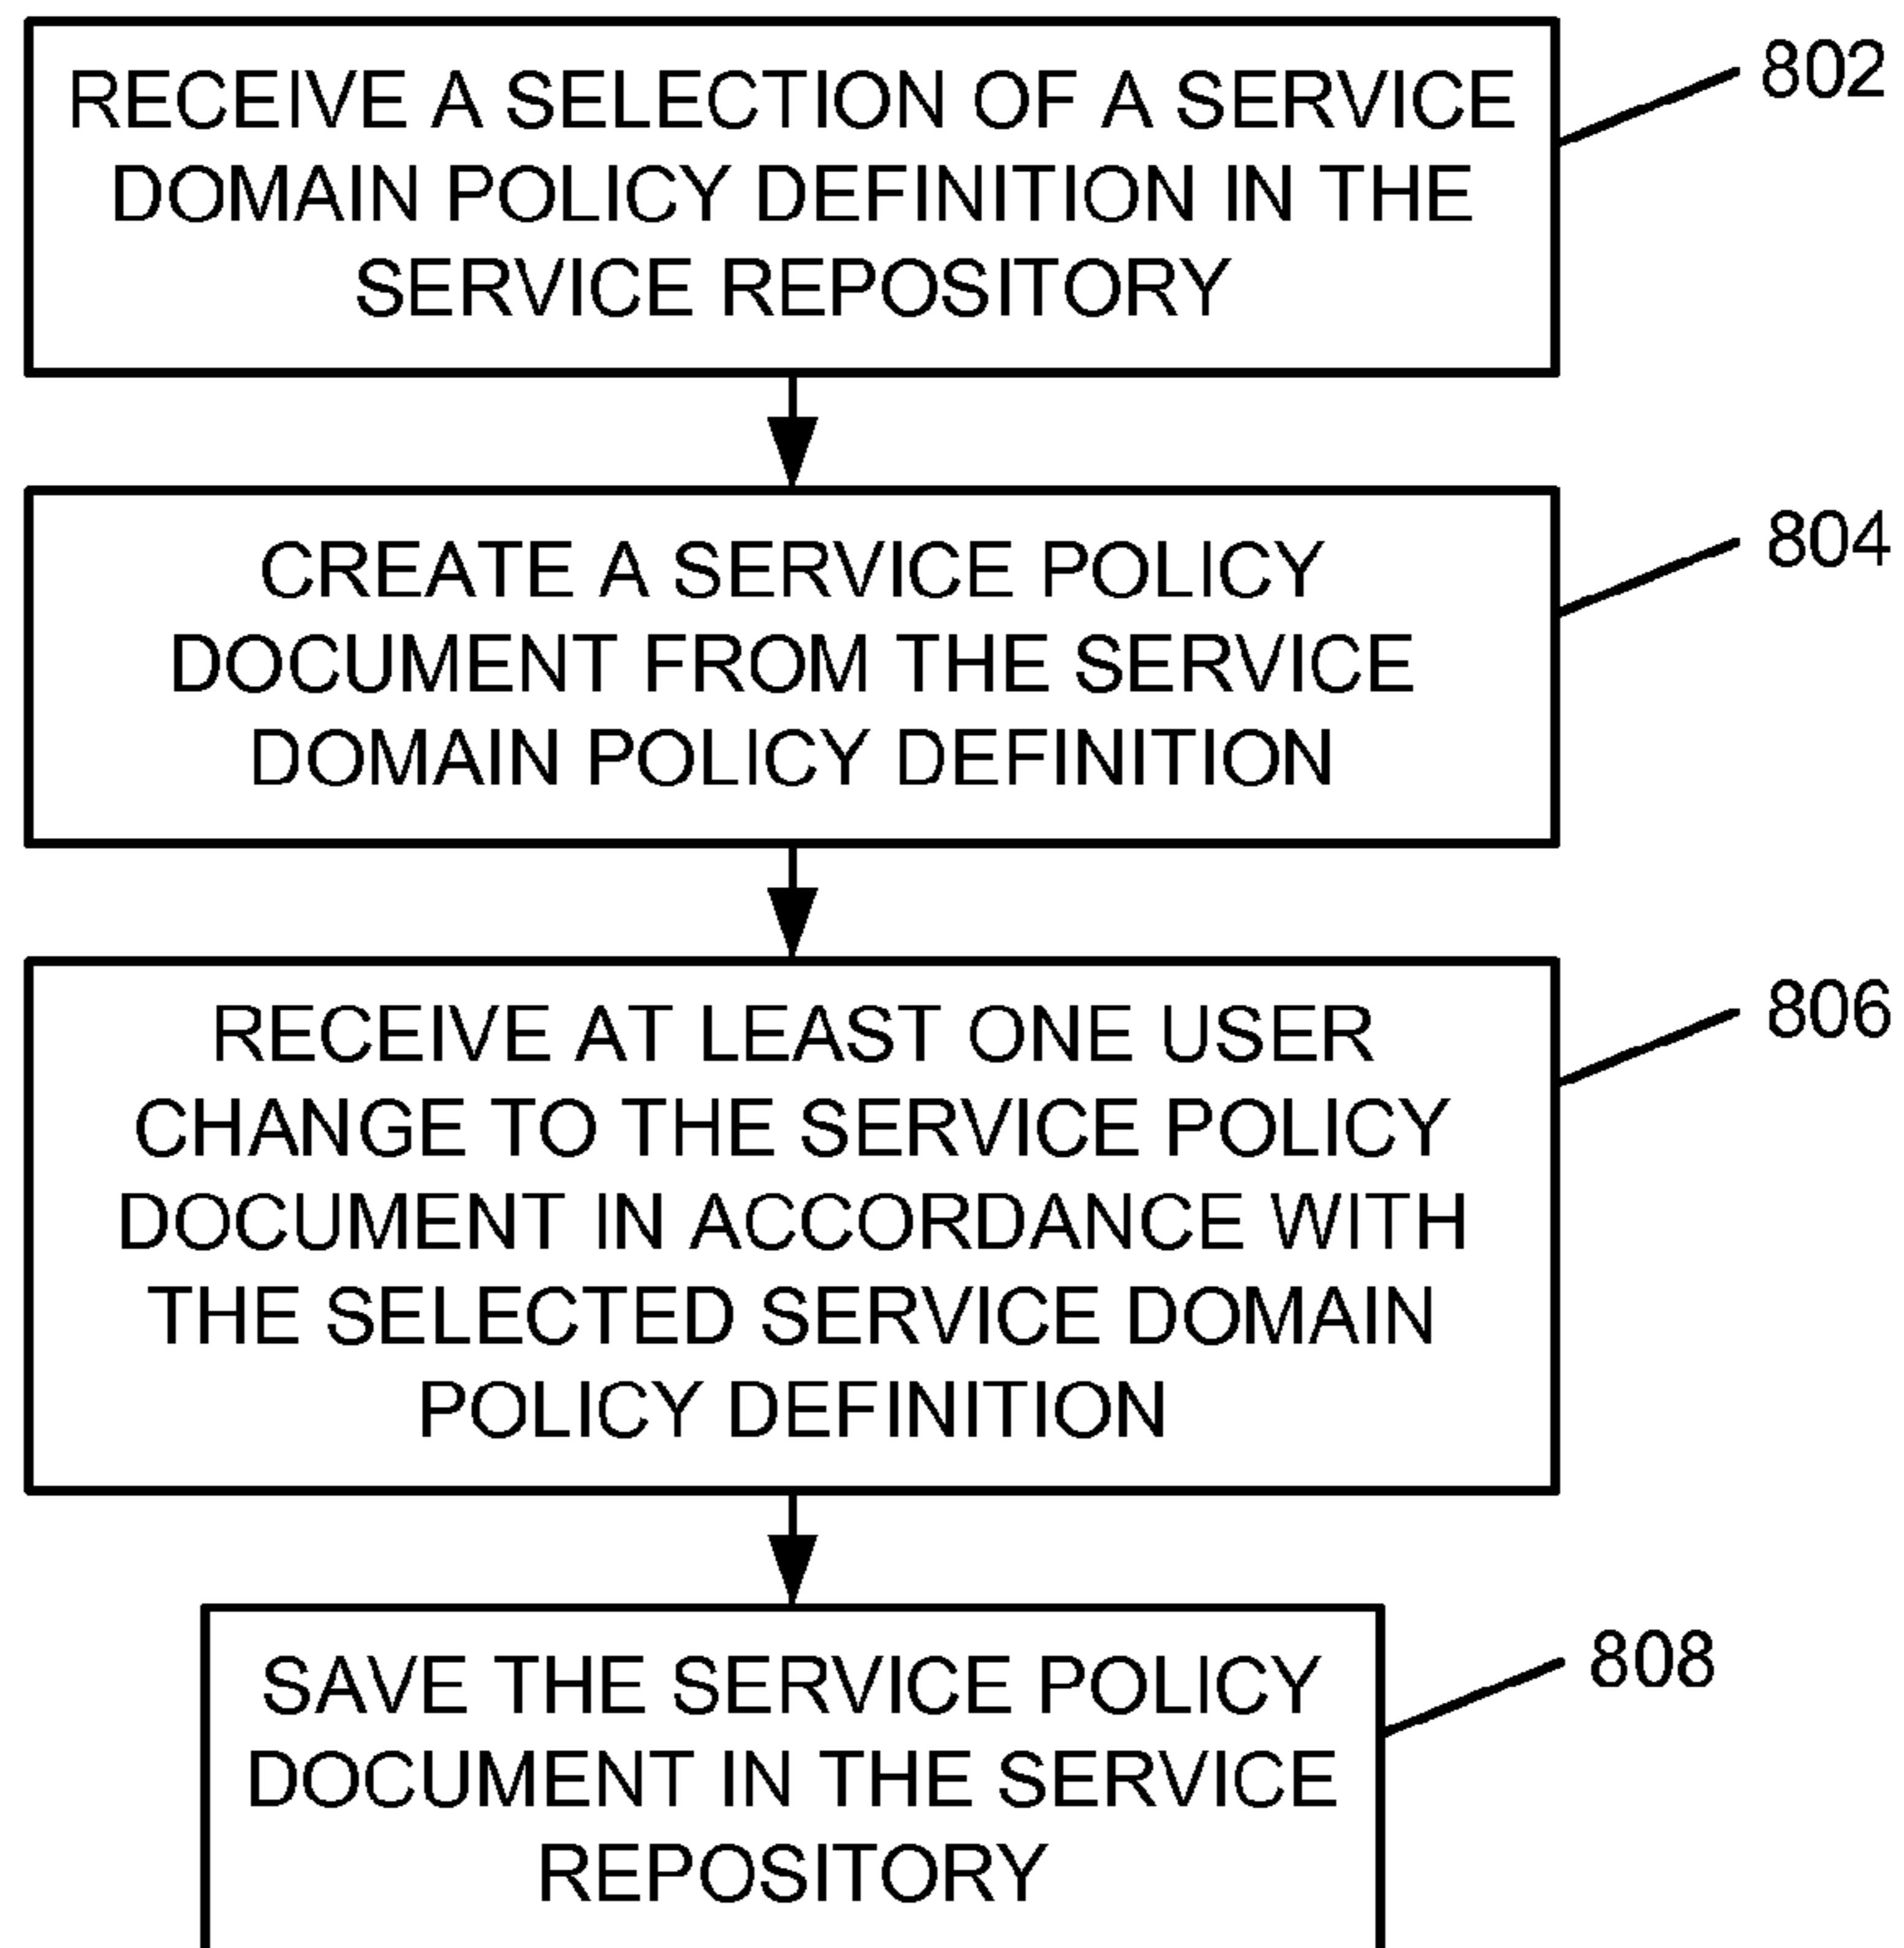 RECEIVE A SELECTION OF A SERVICE
DOMAIN POLICY DEFINITION IN THE
SERVICE REPOSITORY
802
CREATE A SERVICE POLICY
DOCUMENT FROM THE SERVICE
DOMAIN POLICY DEFINITION
804
RECEIVE AT LEAST ONE USER
CHANGE TO THE SERVICE POLICY
DOCUMENT IN ACCORDANCE WITH
THE SELECTED SERVICE DOMAIN
POLICY DEFINITION
806
SAVE THE SERVICE POLICY
DOCUMENT IN THE SERVICE
REPOSITORY
808